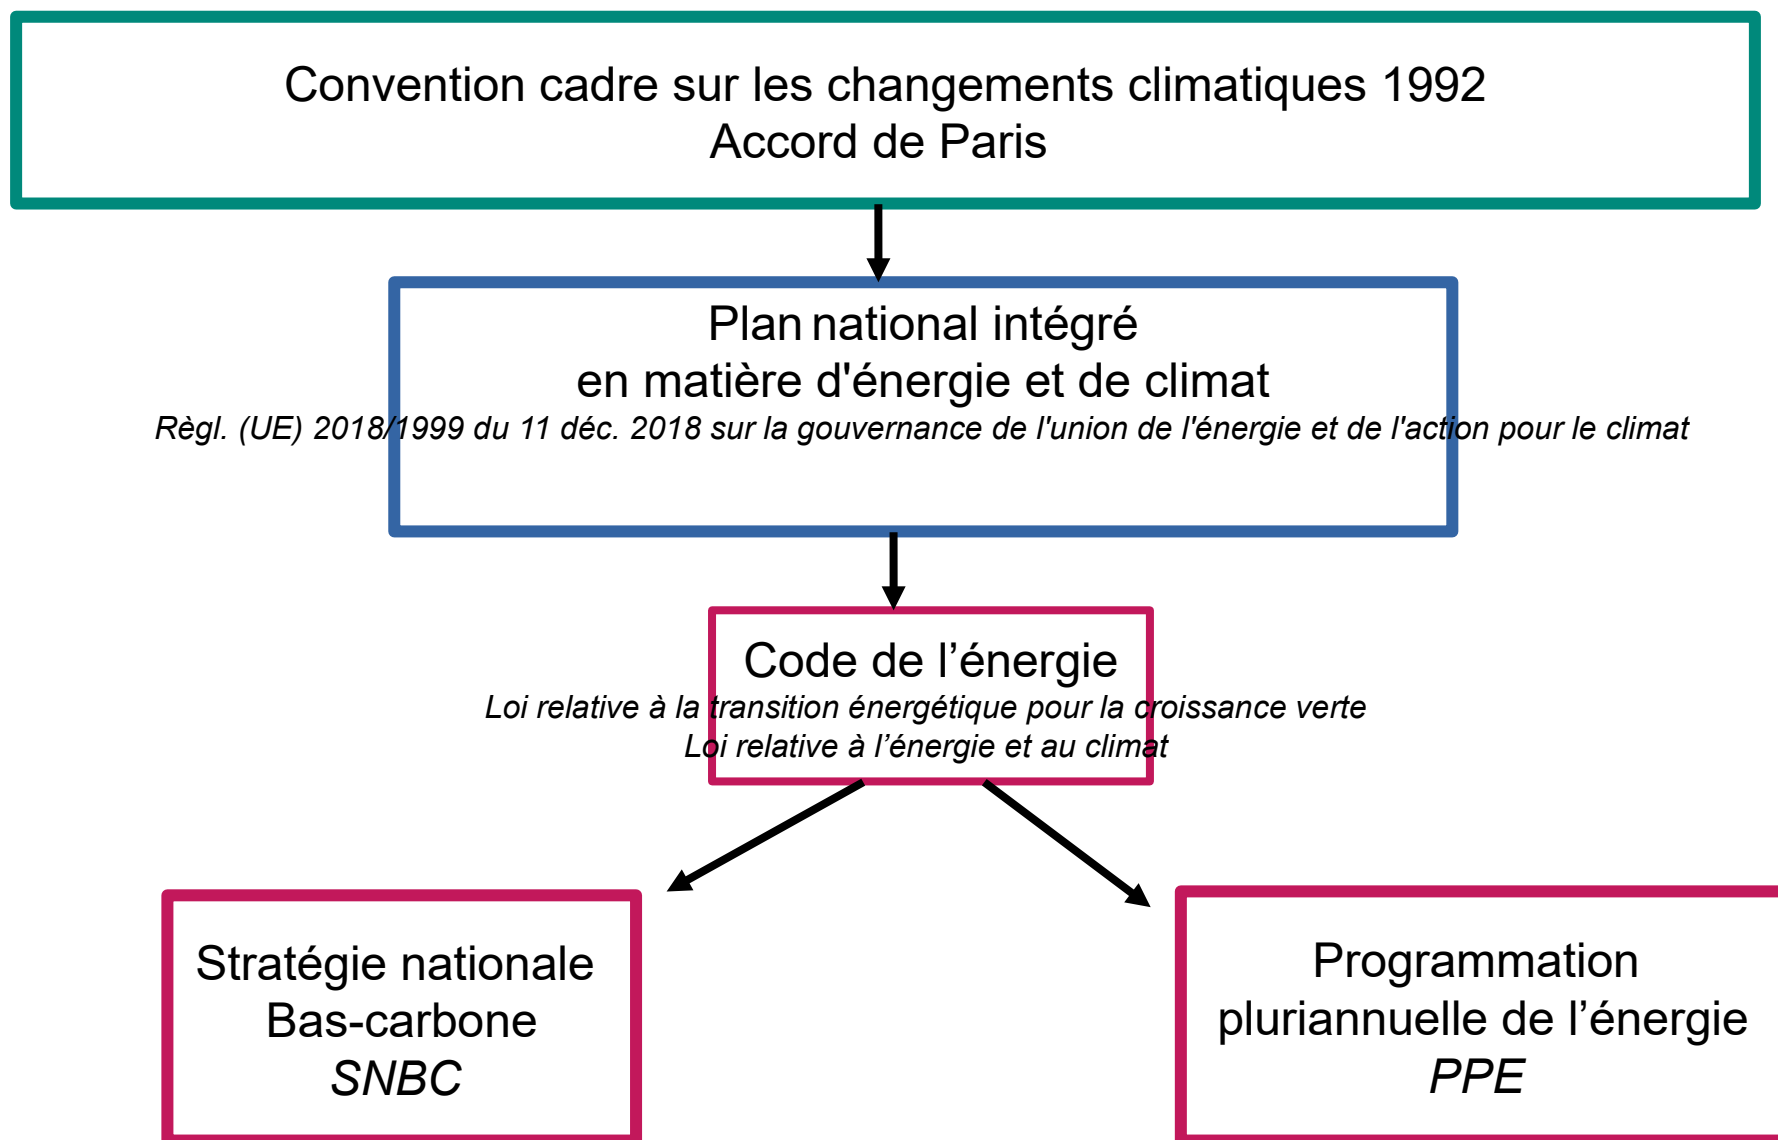 Convention cadre sur les changements climatiques 1992
Accord de Paris
Plan national intégré
en matière d'énergie et de climat
Règl. (UE) 2018/1999 du 11 déc. 2018 sur la gouvernance de l'union de l'énergie et de l'action pour le climat
Code de l’énergie
Loi relative à la transition énergétique pour la croissance verte
Loi relative à l’énergie et au climat
Stratégie nationale
Bas-carbone
SNBC
Programmation
pluriannuelle de l’énergie
PPE